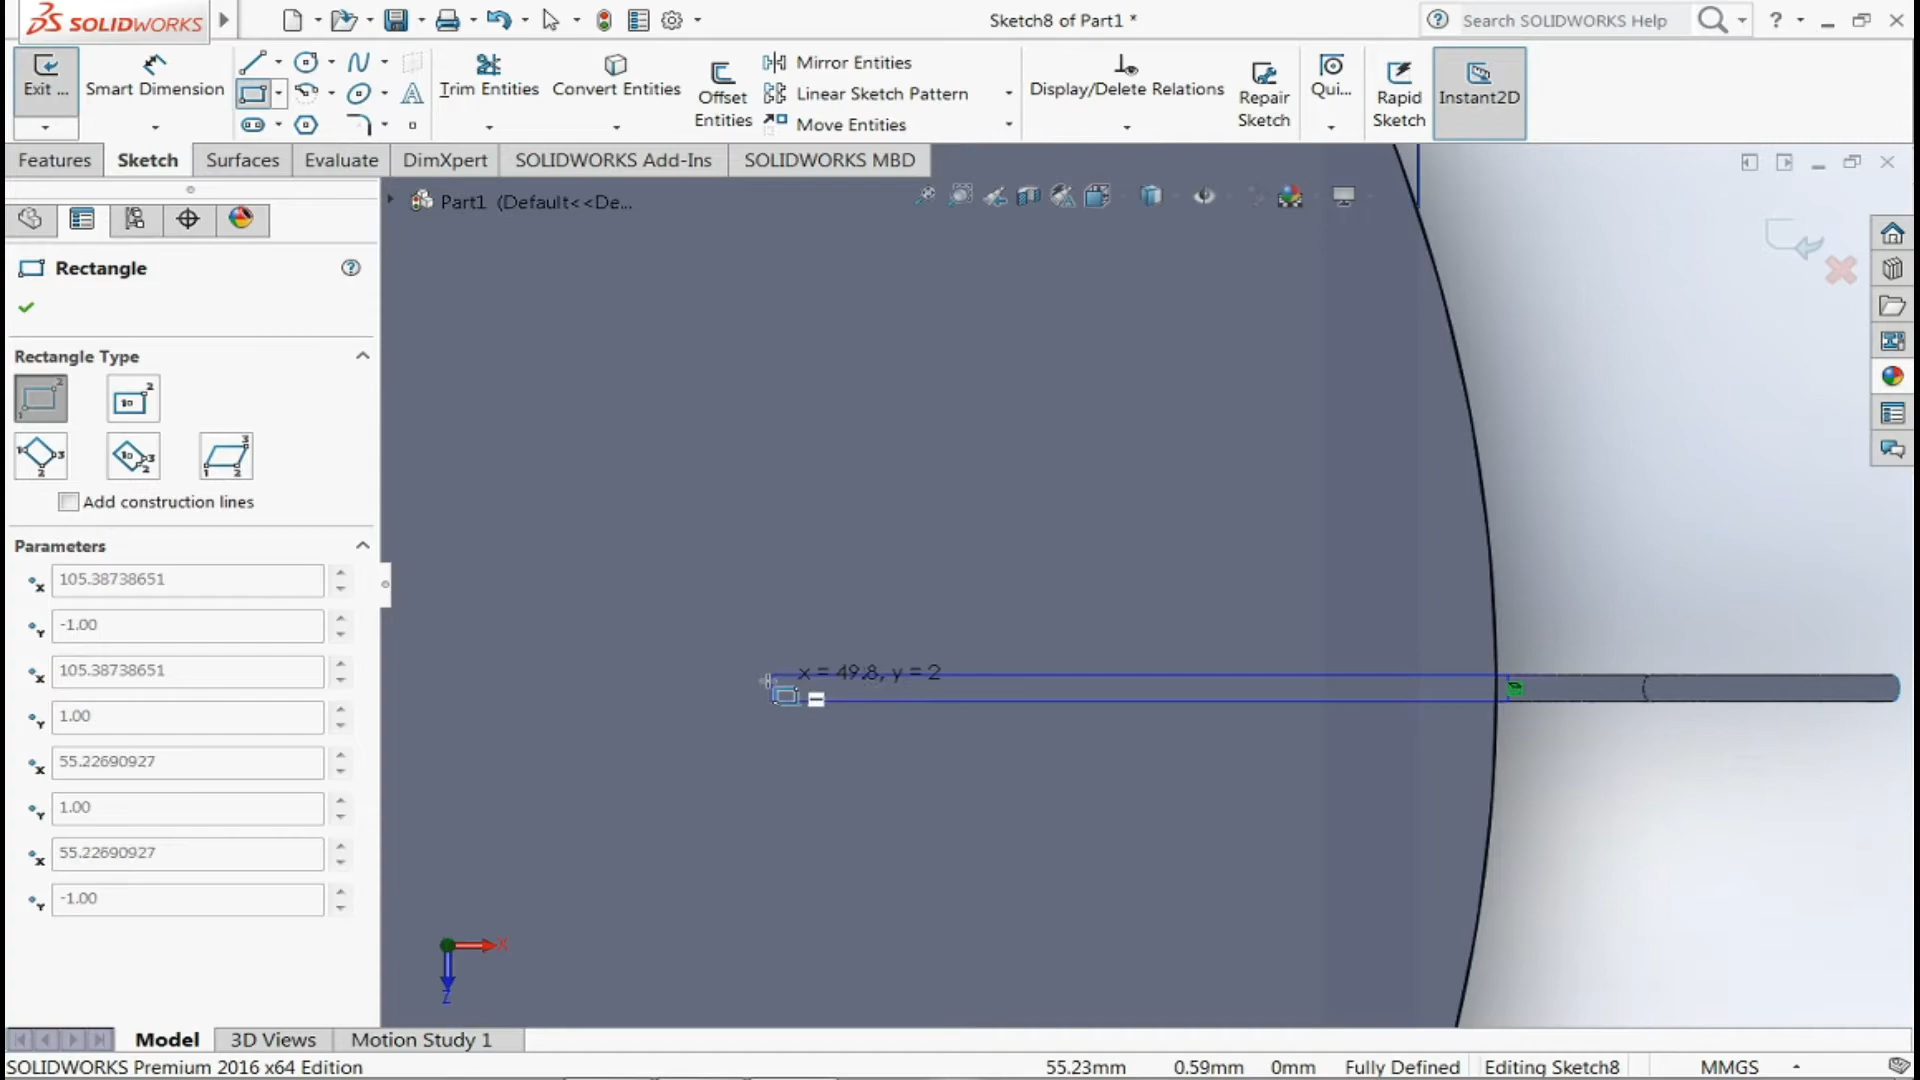 SOLIDWORKS
Sketch8 of Part1 *
Search SOLIDWORKS Help
Exit ...
Smart Dimension
Trim Entities
Convert Entities
Offset
Entities
Mirror Entities
Linear Sketch Pattern
Move Entities
Display/Delete Relations
Repair
Sketch
Qui...
Rapid
Sketch
Instant2D
Features
Sketch
Surfaces
Evaluate
DimXpert
SOLIDWORKS Add-Ins
SOLIDWORKS MBD
Part1 (Default<<De...
Rectangle
Rectangle Type
Add construction lines
Parameters
x 105.38738651
Y -1.00
x 105.38738651
Y 1.00
x 55.22690927
Y 1.00
x 55.22690927
Y -1.00
x = 49.8, y = 2
X
Z
Model
3D Views
Motion Study 1
SOLIDWORKS Premium 2016 x64 Edition
55.23mm
0.59mm
0mm
Fully Defined
Editing Sketch8
MMGS